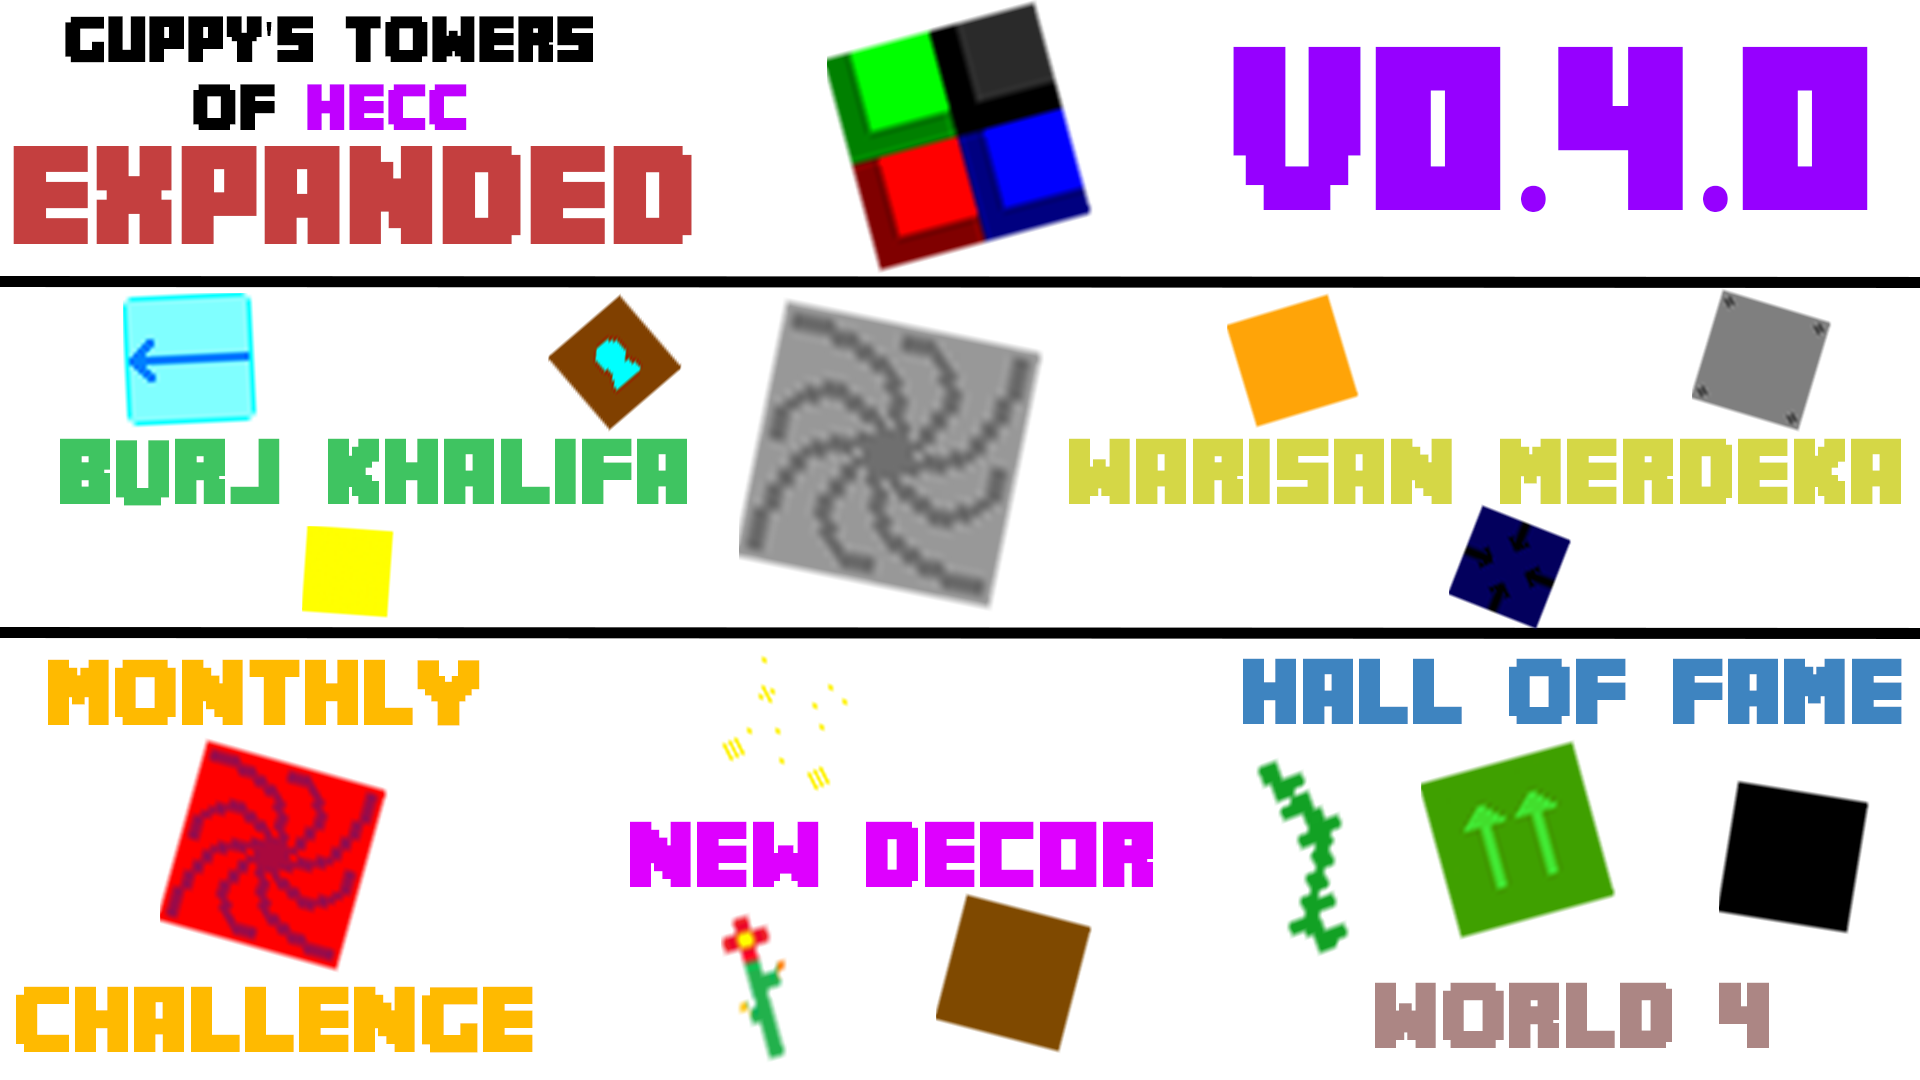 GUPPY'S TOWERS
OF HECC
EXPANDED
V0.4.0
BURJ KHALIFA
WARISAN MERDEKA
MONTHLY
CHALLENGE
NEW DECOR
HALL OF FAME
WORLD 4